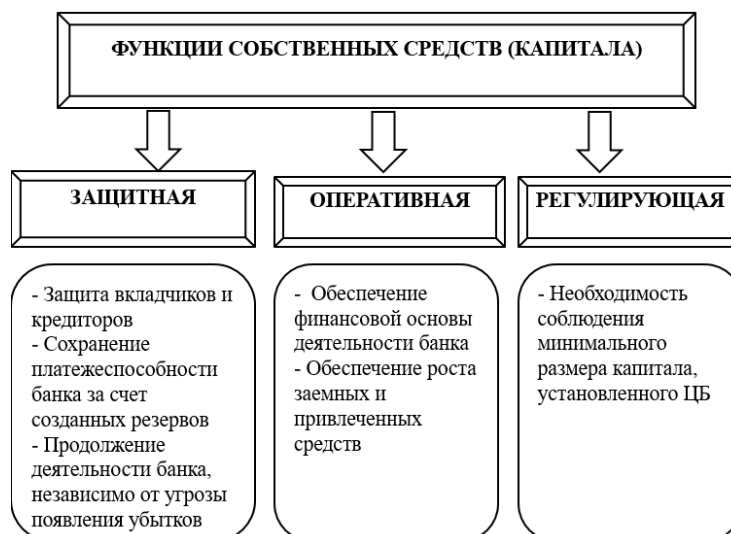 ФУНКЦИИ СОБСТВЕННЫХ СРЕДСТВ (КАПИТАЛА)
ЗАЩИТНАЯ
- Защита вкладчиков и
кредиторов
- Сохранение
платежеспособности
банка за счет
созданных резервов
- Продолжение
деятельности банка,
независимо от угрозы
появления убытков
ОПЕРАТИВНАЯ
- Обеспечение
финансовой основы
деятельности банка
- Обеспечение роста
заемных и
привлеченных
средств
РЕГУЛИРУЮЩАЯ
- Необходимость
соблюдения
минимального
размера капитала,
установленного ЦБ